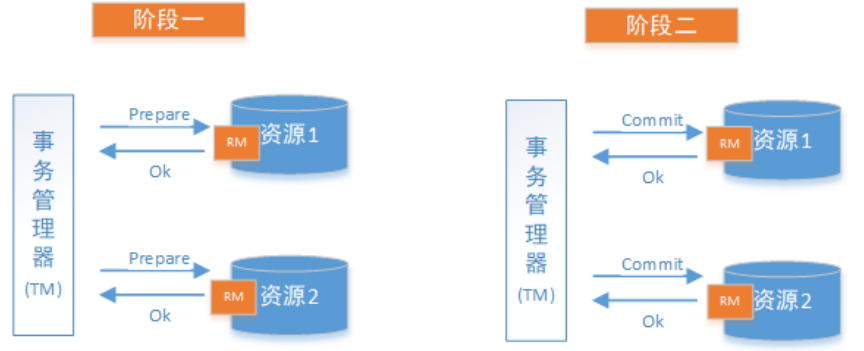 阶段一
事务管理器
(TM)
Prepare
RM
资源1
Ok
Prepare
RM
资源2
Ok
阶段二
事务管理器
(TM)
Commit
RM
资源1
Ok
Commit
RM
资源2
Ok